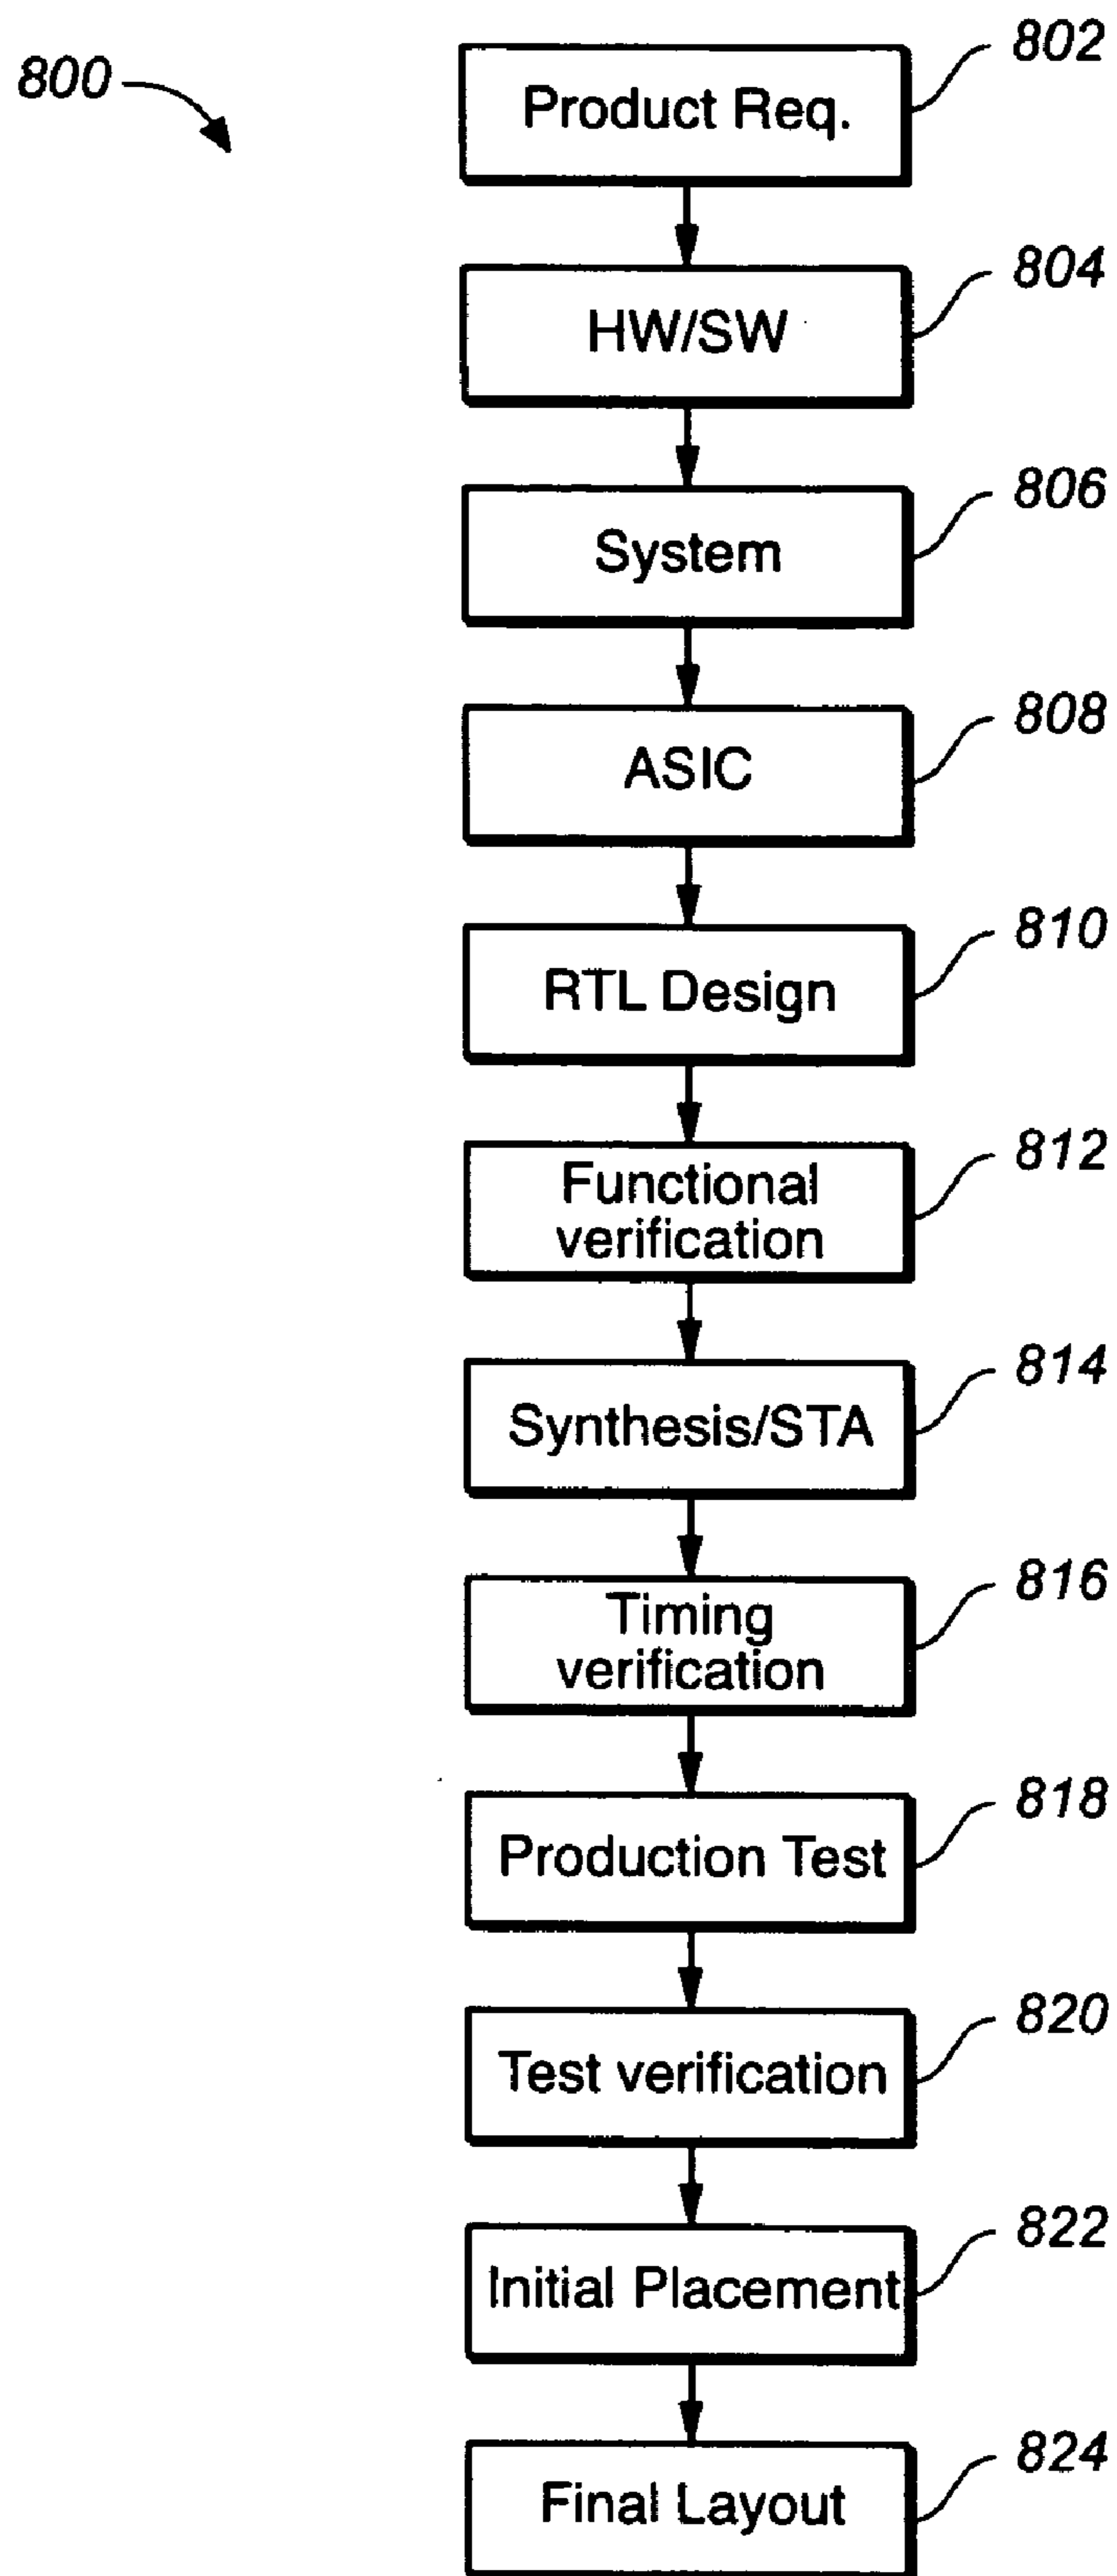 800
802
Product Req.
804
HW/SW
806
System
808
ASIC
810
RTL Design
812
Functional
verification
814
Synthesis/STA
816
Timing
verification
818
Production Test
820
Test verification
822
Initial Placement
824
Final Layout